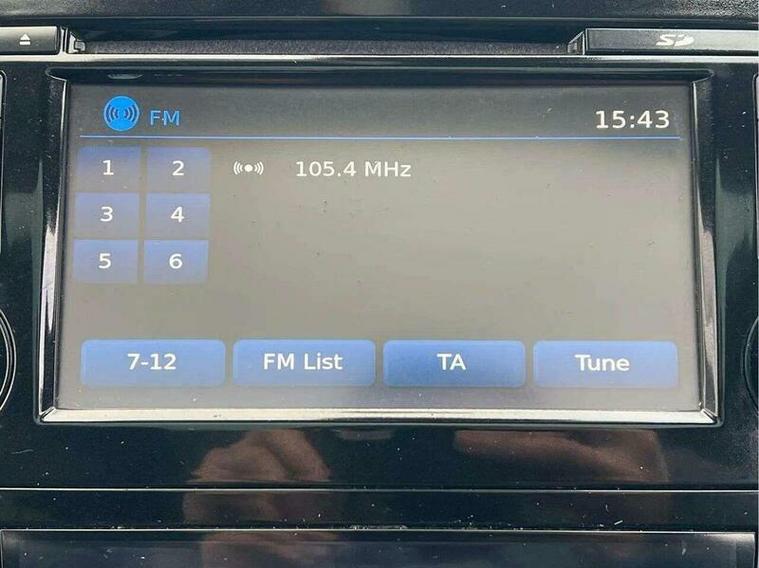 SD
FM 15:43
1 2 105.4 MHz
3 4
5 6
7-12 FM List TA Tune